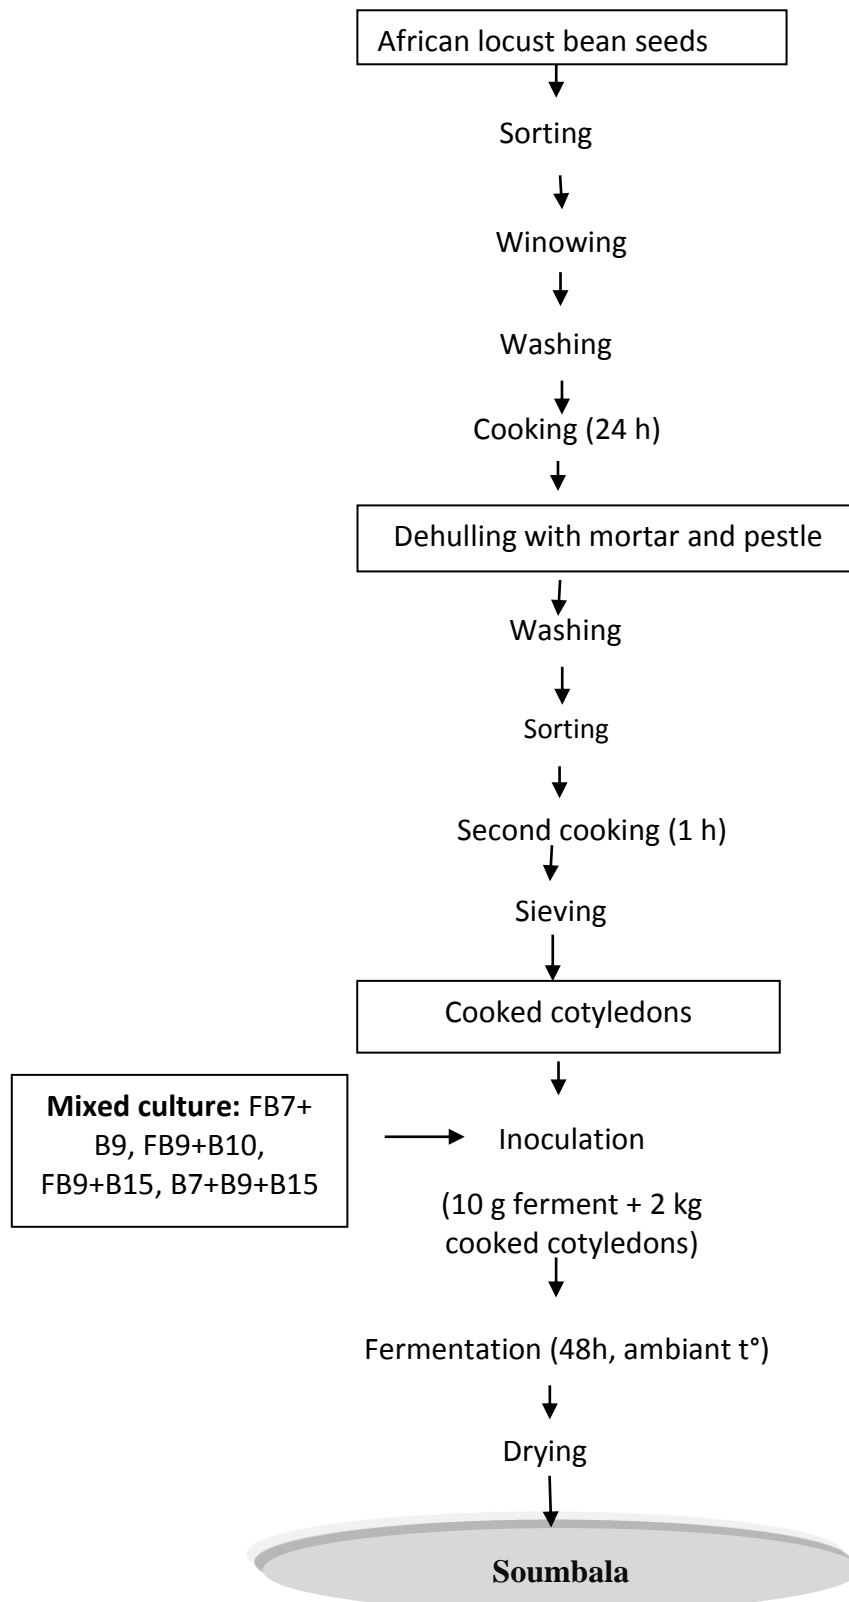 African locust bean seeds
Sorting
Winowing
Washing
Cooking (24 h)
Dehulling with mortar and pestle
Washing
Sorting
Second cooking (1 h)
Sieving
Cooked cotyledons
Mixed culture: FB7+
B9, FB9+B10,
FB9+B15, B7+B9+B15
Inoculation
(10 g ferment + 2 kg
cooked cotyledons)
Fermentation (48h, ambiant t°)
Drying
Soumbala